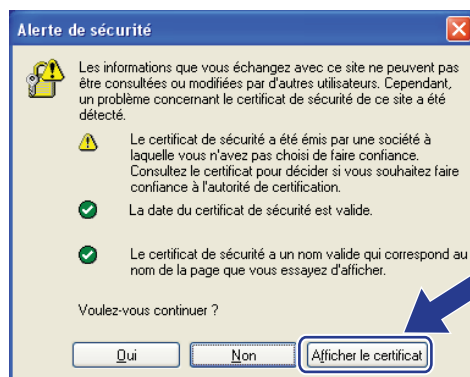 Alerte de sécurité
Les informations que vous échangez avec ce site ne peuvent pas
être consultées ou modifiées par d'autres utilisateurs. Cependant,
un problème concernant le certificat de sécurité de ce site a été
détecté.
Le certificat de sécurité a été émis par une société à
laquelle vous n'avez pas choisi de faire confiance.
Consultez le certificat pour décider si vous souhaitez faire
confiance à l'autorité de certification.
La date du certificat de sécurité est valide.
Le certificat de sécurité a un nom valide qui correspond au
nom de la page que vous essayez d'afficher.
Voulez-vous continuer ?
Oui Non Afficher le certificat